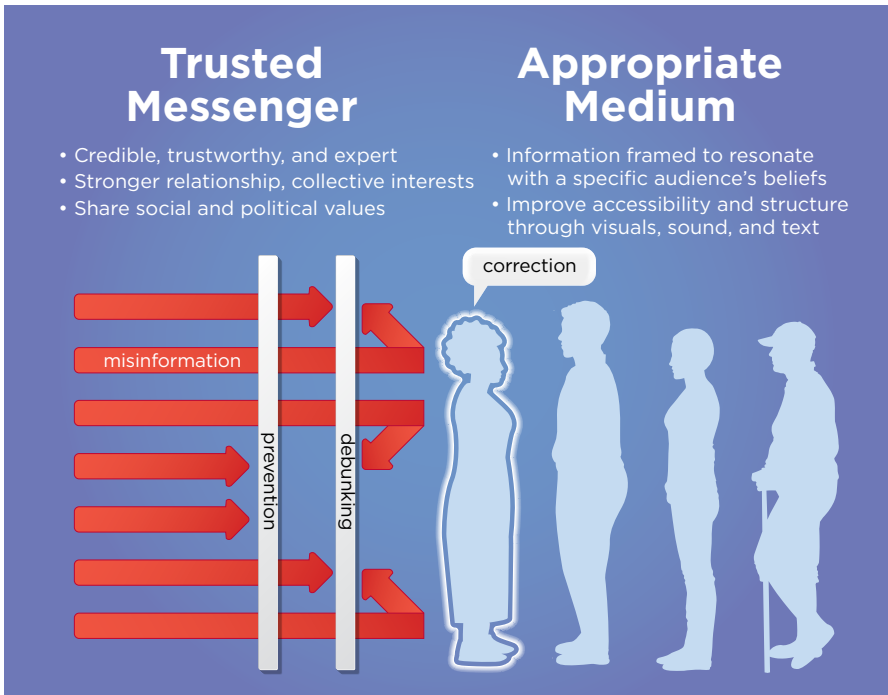 Trusted
Messenger
• Credible, trustworthy, and expert
• Stronger relationship, collective interests
• Share social and political values
Appropriate
Medium
• Information framed to resonate
with a specific audience’s beliefs
• Improve accessibility and structure
through visuals, sound, and text
correction
misinformation
prevention
debunking